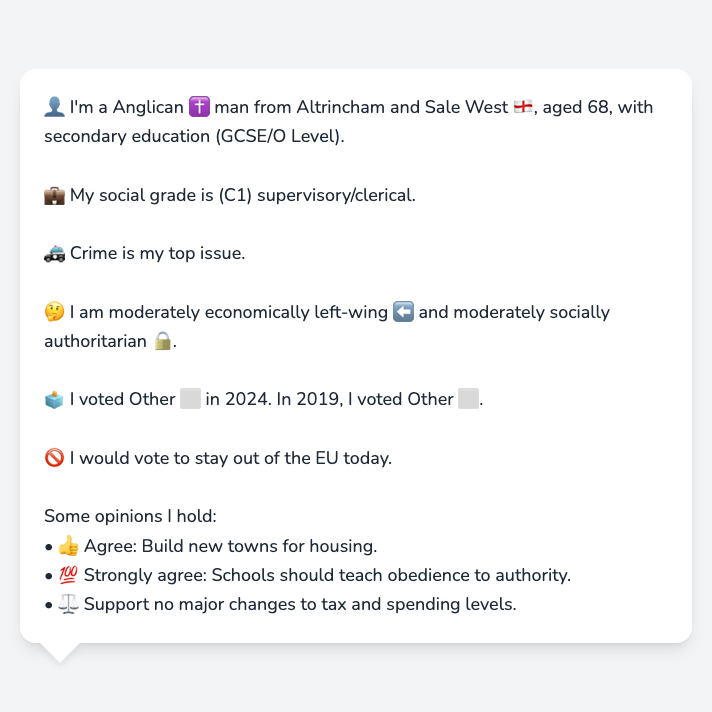 👤 I'm a Anglican ✝️ man from Altrincham and Sale West 🏴󠁧󠁢󠁥󠁮󠁧󠁿, aged 68, with
secondary education (GCSE/O Level).
💼 My social grade is (C1) supervisory/clerical.
🚓 Crime is my top issue.
🤔 I am moderately economically left-wing ⬅️ and moderately socially
authoritarian 🔒.
🗳️ I voted Other ⬜ in 2024. In 2019, I voted Other ⬜.
🚫 I would vote to stay out of the EU today.
Some opinions I hold:
• 👍 Agree: Build new towns for housing.
• 💯 Strongly agree: Schools should teach obedience to authority.
• ⚖️ Support no major changes to tax and spending levels.